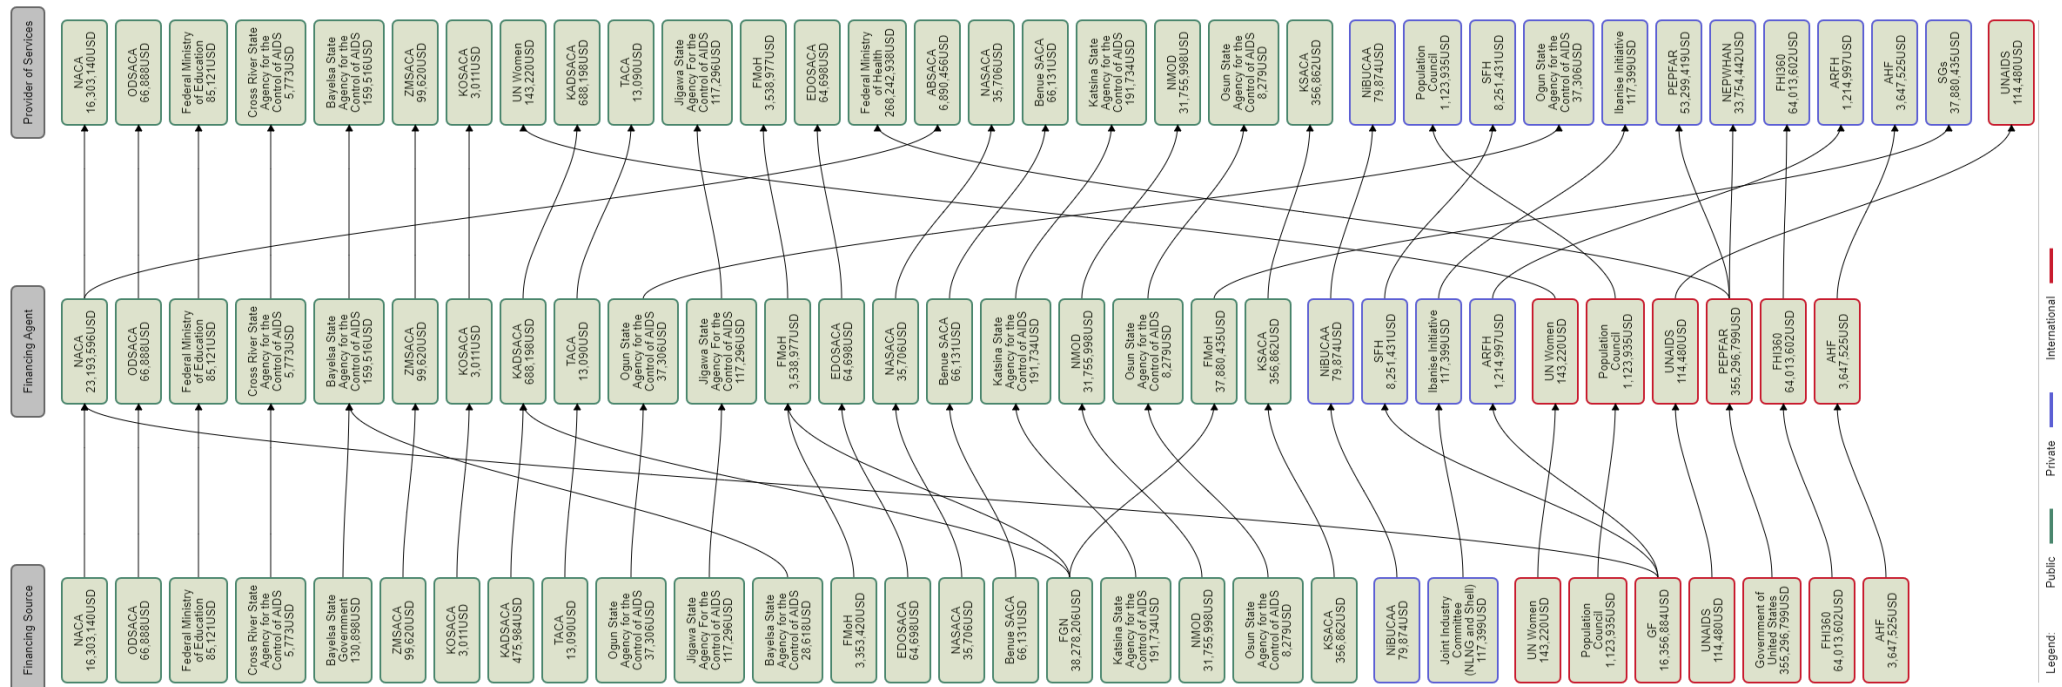 Provider of Services
NACA
16,303,140USD
ODSACA
66,888USD
Federal Ministry
of Education
85,121USD
Cross River State
Agency for the
Control of AIDS
5,773USD
Bayelsa State
Agency for the
Control of AIDS
159,516USD
ZMSACA
99,620USD
KOSACA
3,011USD
UN Women
143,220USD
KADSACA
688,198USD
TACA
13,090USD
Jigawa State
Agency For the
Control of AIDS
117,296USD
FMoH
3,538,977USD
EDOSACA
64,698USD
Federal Ministry
of Health
268,242,938USD
ABSACA
6,890,456USD
NASACA
35,706USD
Benue SACA
66,131USD
Katsina State
Agency for the
Control of AIDS
191,734USD
NMOD
31,755,998USD
Osun State
Agency for the
Control of AIDS
8,279USD
KSACA
356,862USD
NiBUCAA
79,874USD
Population
Council
1,123,935USD
SFH
8,251,431USD
Ogun State
Agency for the
Control of AIDS
37,306USD
Ibanise Initiative
117,399USD
PEPFAR
53,299,419USD
NEPWHAN
33,754,442USD
FHI360
64,013,602USD
ARFH
1,214,997USD
AHF
3,647,525USD
SGs
37,880,435USD
UNAIDS
114,480USD
Financing Agent
NACA
23,193,596USD
ODSACA
66,888USD
Federal Ministry
of Education
85,121USD
Cross River State
Agency for the
Control of AIDS
5,773USD
Bayelsa State
Agency for the
Control of AIDS
159,516USD
ZMSACA
99,620USD
KOSACA
3,011USD
KADSACA
688,198USD
TACA
13,090USD
Ogun State
Agency for the
Control of AIDS
37,306USD
Jigawa State
Agency For the
Control of AIDS
117,296USD
FMoH
3,538,977USD
EDOSACA
64,698USD
NASACA
35,706USD
Benue SACA
66,131USD
Katsina State
Agency for the
Control of AIDS
191,734USD
NMOD
31,755,998USD
Osun State
Agency for the
Control of AIDS
8,279USD
FMoH
37,880,435USD
KSACA
356,862USD
NiBUCAA
79,874USD
SFH
8,251,431USD
Ibanise Initiative
117,399USD
ARFH
1,214,997USD
UN Women
143,220USD
Population
Council
1,123,935USD
UNAIDS
114,480USD
PEPFAR
355,296,799USD
FHI360
64,013,602USD
AHF
3,647,525USD
Financing Source
NACA
16,303,140USD
ODSACA
66,888USD
Federal Ministry
of Education
85,121USD
Cross River State
Agency for the
Control of AIDS
5,773USD
Bayelsa State
Government
130,898USD
ZMSACA
99,620USD
KOSACA
3,011USD
KADSACA
475,984USD
TACA
13,090USD
Ogun State
Agency for the
Control of AIDS
37,306USD
Jigawa State
Agency For the
Control of AIDS
117,296USD
Bayelsa State
Agency for the
Control of AIDS
28,618USD
FMoH
3,353,420USD
EDOSACA
64,698USD
NASACA
35,706USD
Benue SACA
66,131USD
FGN
38,278,206USD
Katsina State
Agency for the
Control of AIDS
191,734USD
NMOD
31,755,998USD
Osun State
Agency for the
Control of AIDS
8,279USD
KSACA
356,862USD
NiBUCAA
79,874USD
Joint Industry
Committee
(NLNG and Shell)
117,399USD
UN Women
143,220USD
Population
Council
1,123,935USD
GF
16,356,884USD
UNAIDS
114,480USD
Government of
United States
355,296,799USD
FHI360
64,013,602USD
AHF
3,647,525USD
Legend:
Public
Private
International